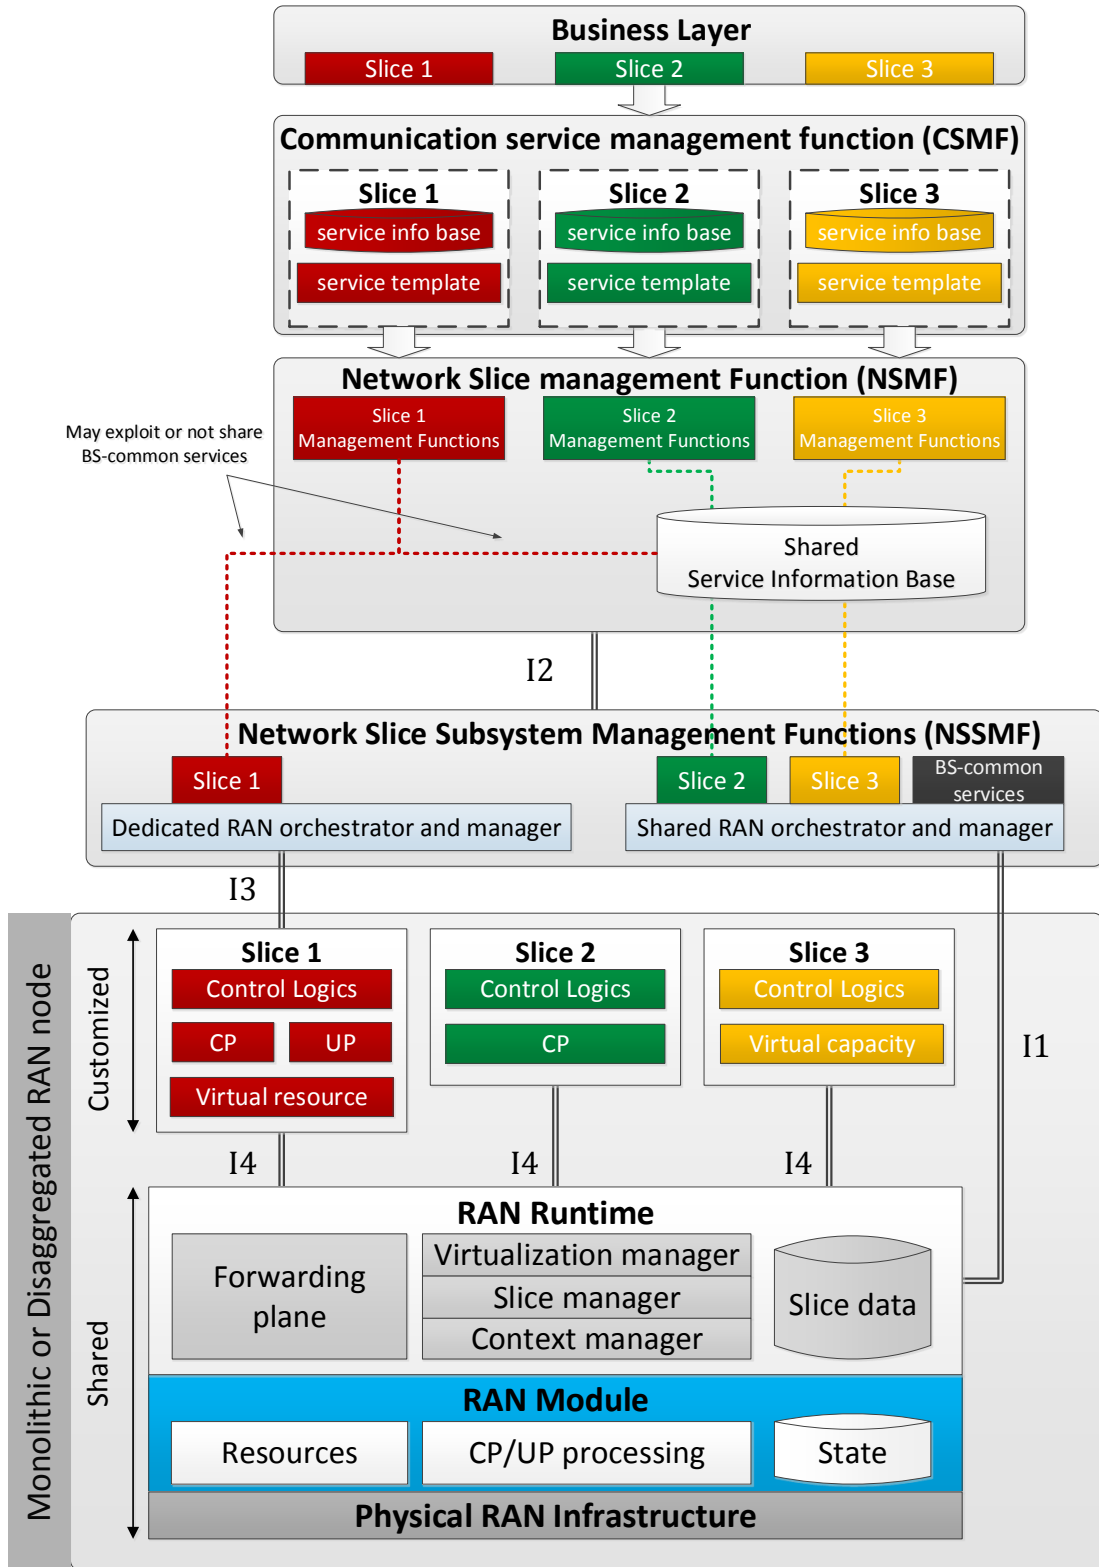 Business Layer
Slice 1
Slice 2
Slice 3
Communication service management function (CSMF)
Slice 1
service info base
service template
Slice 2
service info base
service template
Slice 3
service info base
service template
Network Slice management Function (NSMF)
Slice 1
Management Functions
Slice 2
Management Functions
Slice 3
Management Functions
May exploit or not share
BS-common services
Shared
Service Information Base
I2
Network Slice Subsystem Management Functions (NSSMF)
Slice 1
Dedicated RAN orchestrator and manager
Slice 2
Slice 3
BS-common
services
Shared RAN orchestrator and manager
I3
I1
Monolithic or Disaggregated RAN node
Customized
Slice 1
Control Logics
CP
UP
Virtual resource
Slice 2
Control Logics
CP
Slice 3
Control Logics
Virtual capacity
I4
I4
I4
Shared
RAN Runtime
Forwarding
plane
Virtualization manager
Slice manager
Context manager
Slice data
RAN Module
Resources
CP/UP processing
State
Physical RAN Infrastructure